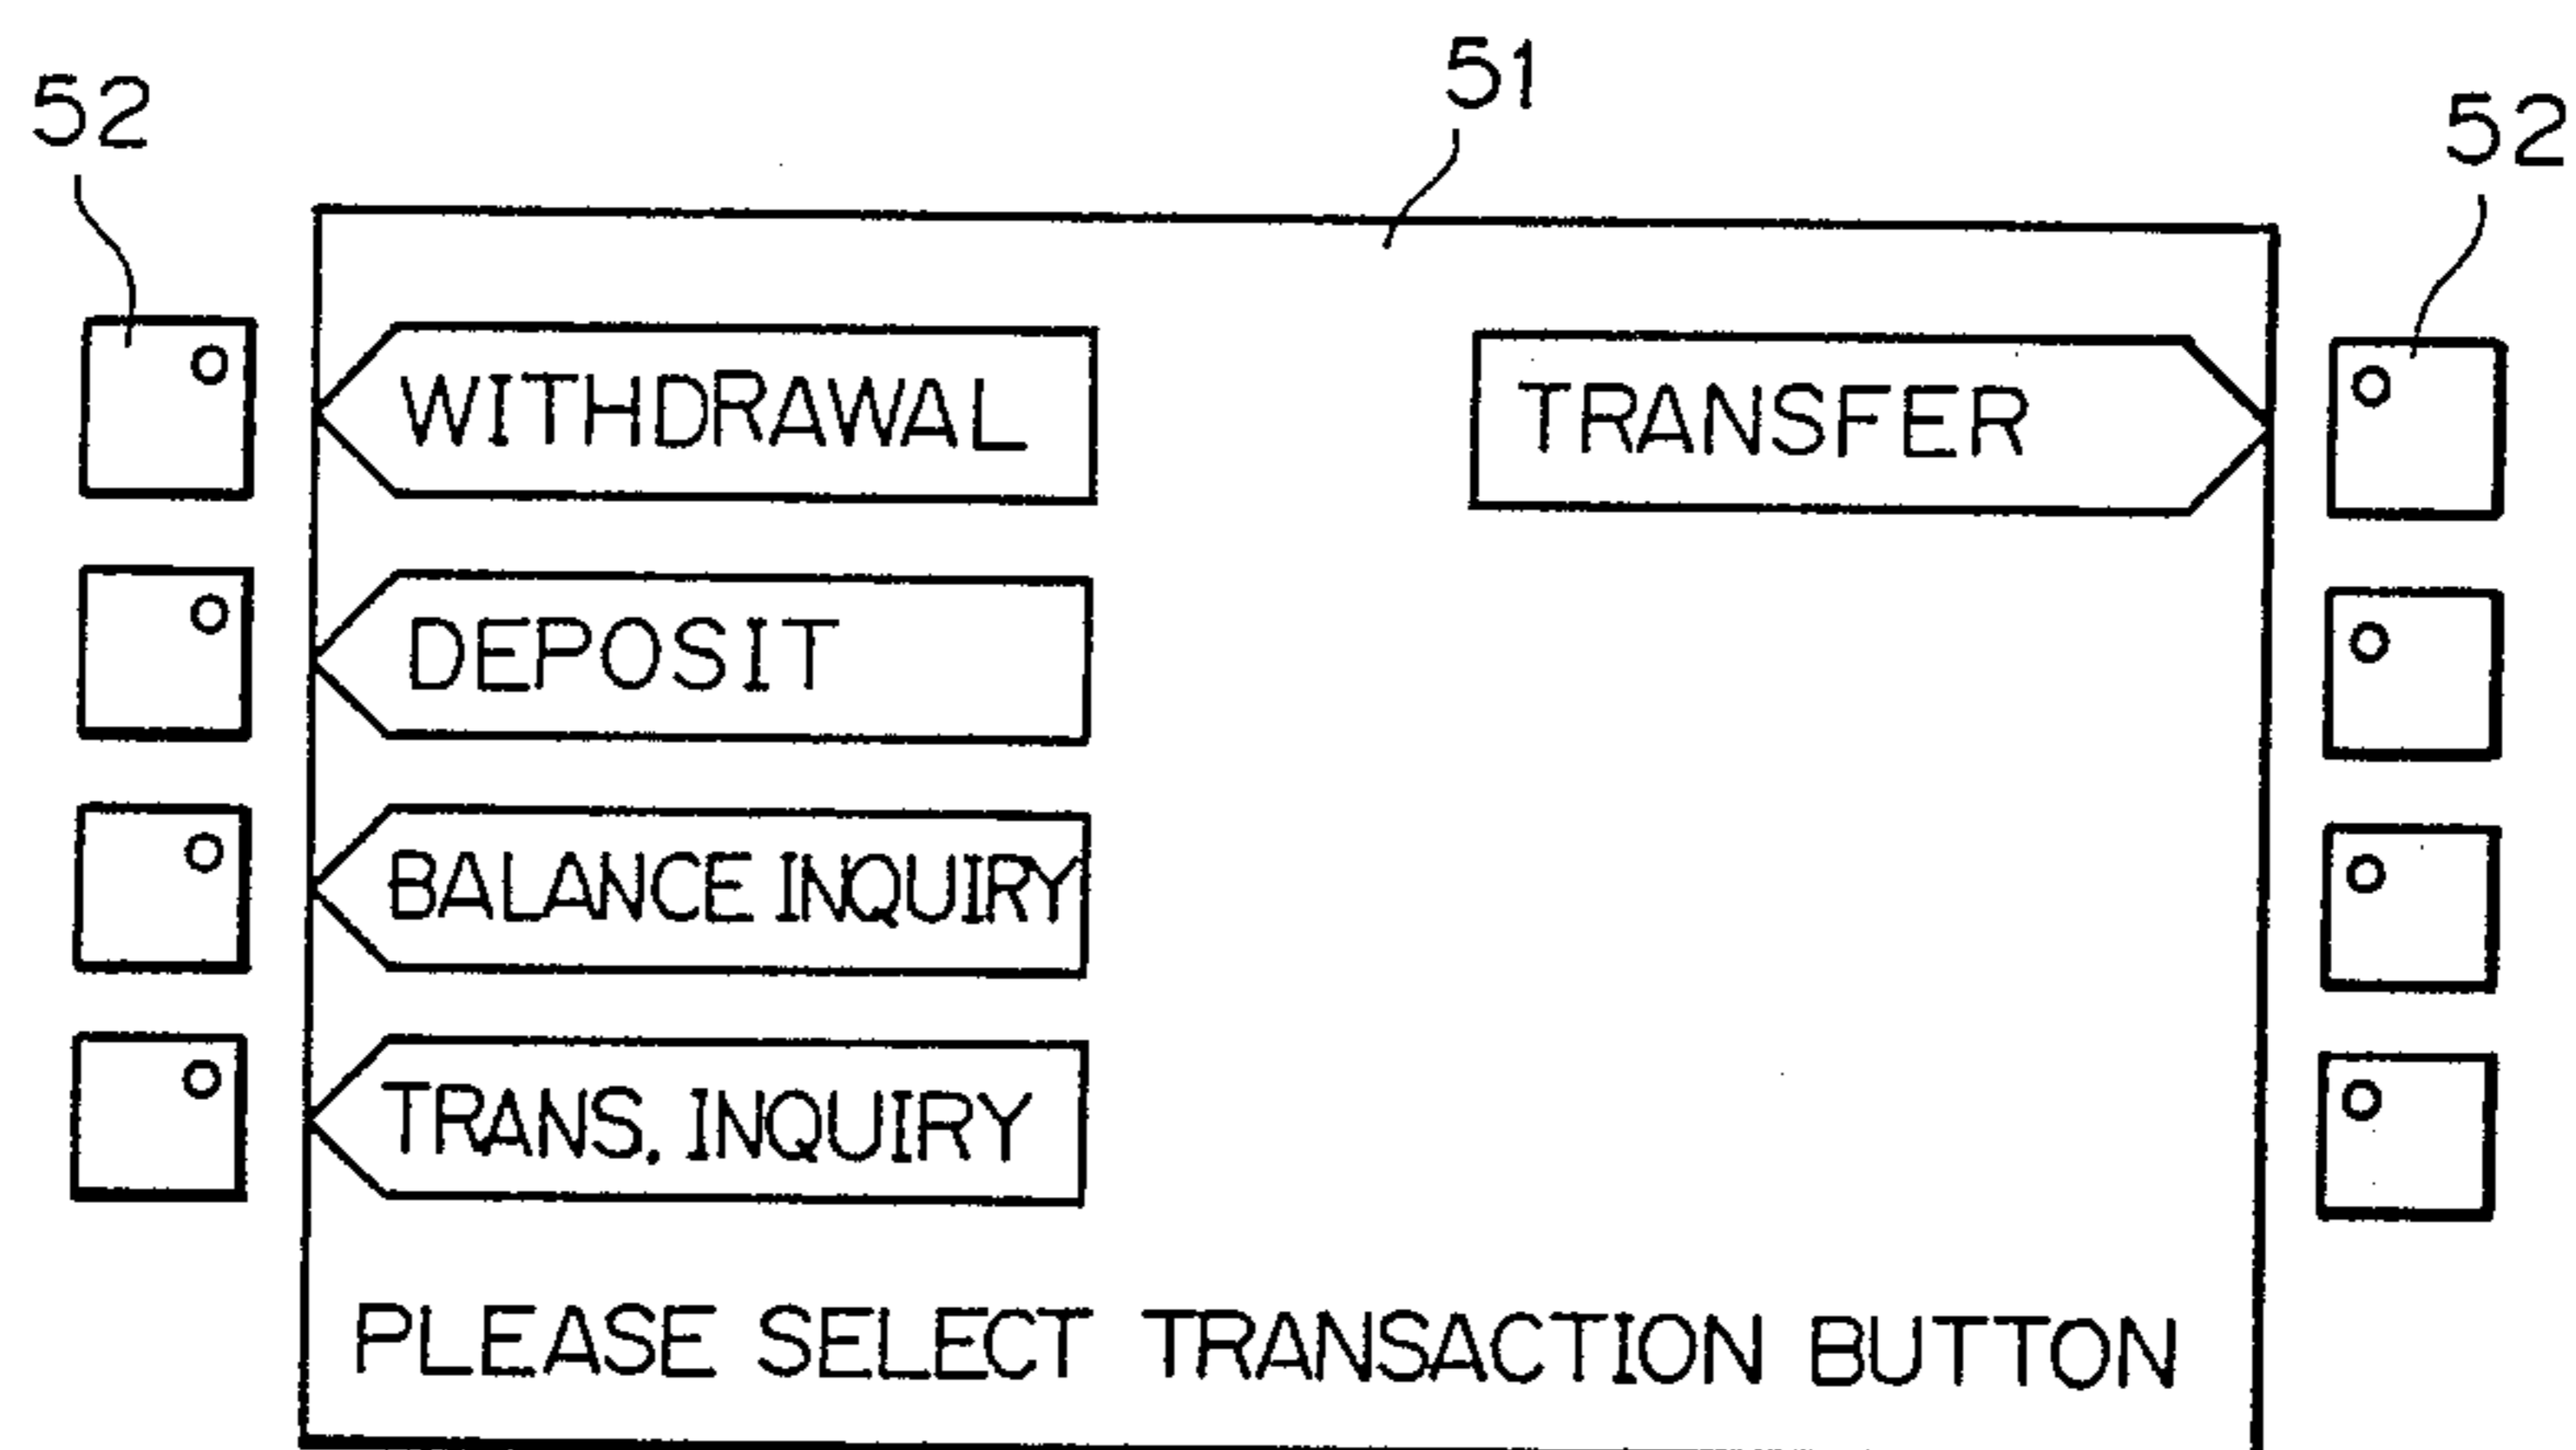 51
52
52
WITHDRAWAL
TRANSFER
DEPOSIT
BALANCE INQUIRY
TRANS. INQUIRY
PLEASE SELECT TRANSACTION BUTTON